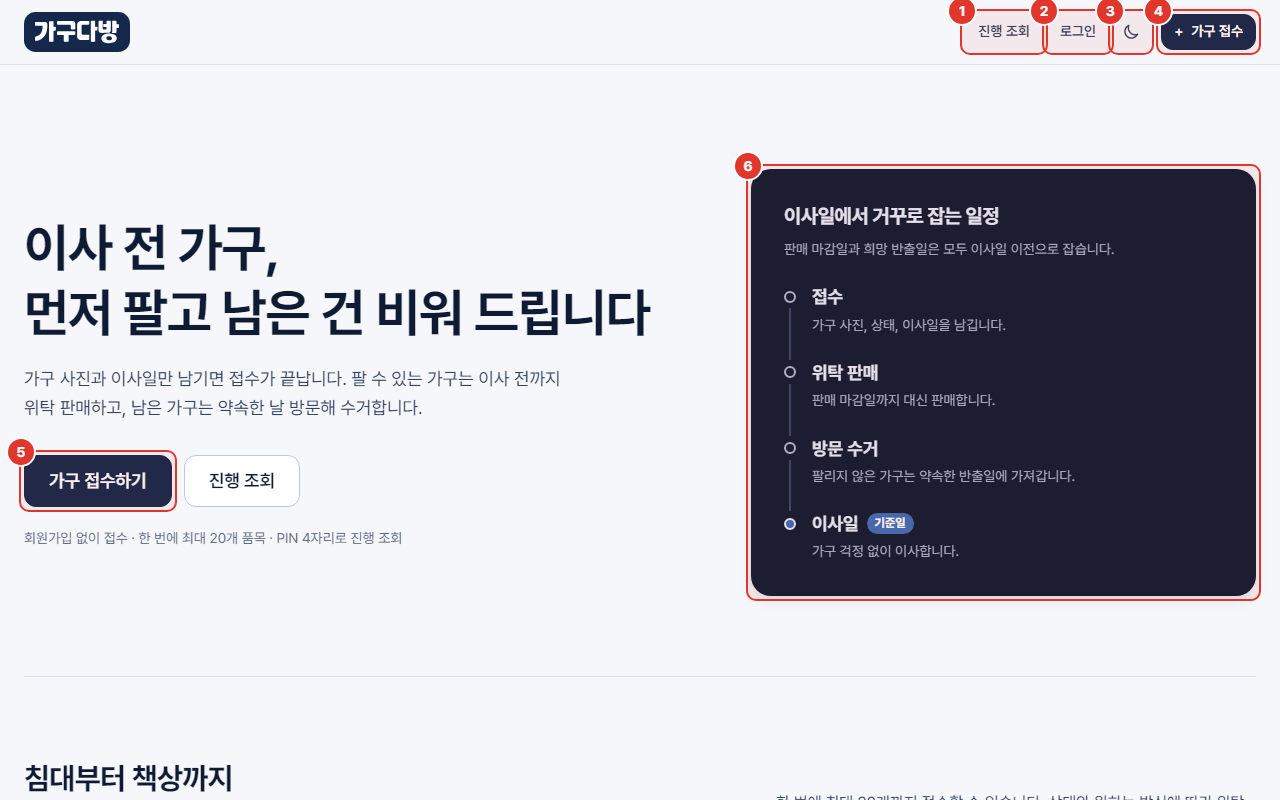 가구다방
1
진행 조회
2
로그인
3
4
+ 가구 접수
이사 전 가구,
먼저 팔고 남은 건 비워 드립니다
가구 사진과 이사일만 남기면 접수가 끝납니다. 팔 수 있는 가구는 이사 전까지
위탁 판매하고, 남은 가구는 약속한 날 방문해 수거합니다.
5
가구 접수하기
진행 조회
회원가입 없이 접수 · 한 번에 최대 20개 품목 · PIN 4자리로 진행 조회
6
이사일에서 거꾸로 잡는 일정
판매 마감일과 희망 반출일은 모두 이사일 이전으로 잡습니다.
접수
가구 사진, 상태, 이사일을 남깁니다.
위탁 판매
판매 마감일까지 대신 판매합니다.
방문 수거
팔리지 않은 가구는 약속한 반출일에 가져갑니다.
이사일 기준일
가구 걱정 없이 이사합니다.
침대부터 책상까지